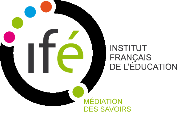 ifé
INSTITUT
FRANÇAIS
DE L'ÉDUCATION
MÉDIATION
DES SAVOIRS